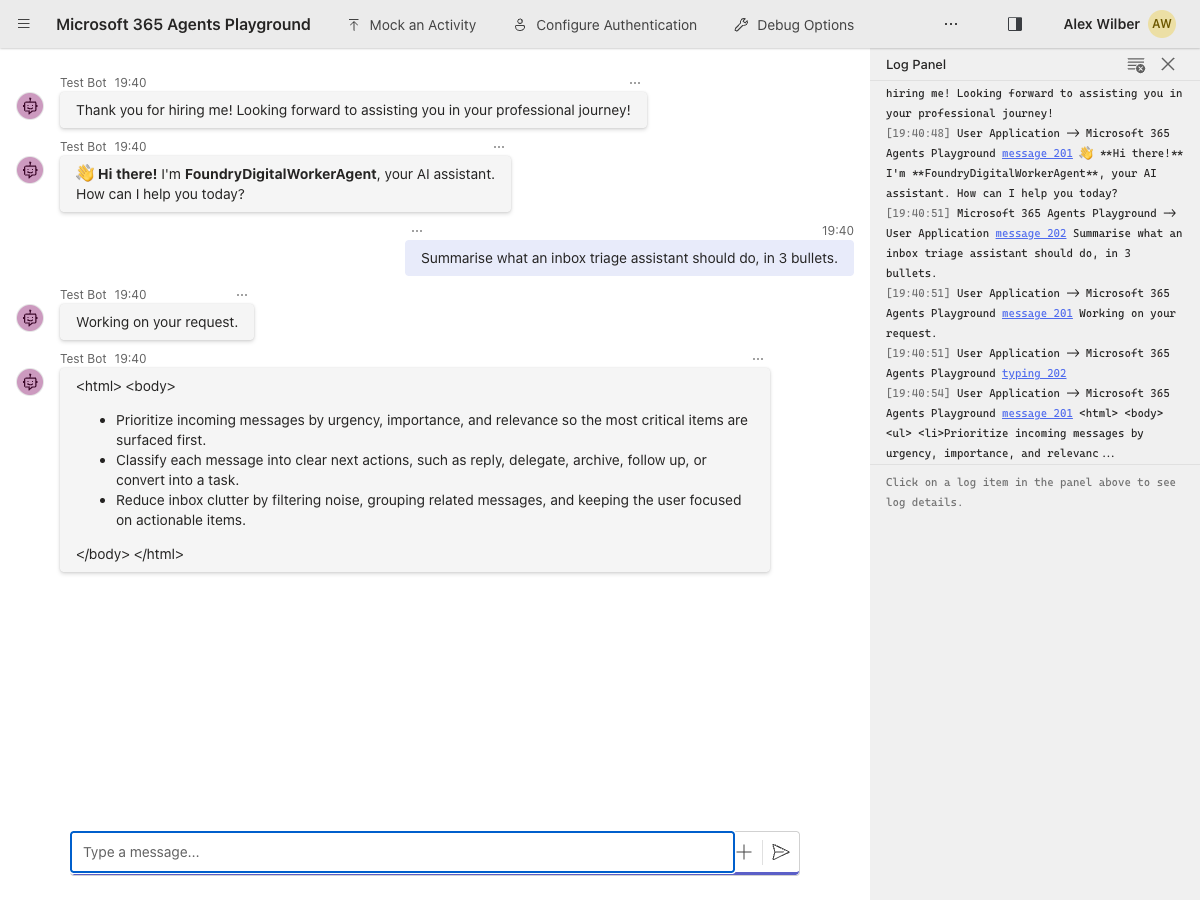 Microsoft 365 Agents Playground
Mock an Activity
Configure Authentication
Debug Options
Alex Wilber
AW
Test Bot 19:40
Thank you for hiring me! Looking forward to assisting you in your professional journey!
Test Bot 19:40
👋 Hi there! I'm FoundryDigitalWorkerAgent, your AI assistant.
How can I help you today?
19:40
Summarise what an inbox triage assistant should do, in 3 bullets.
Test Bot 19:40
Working on your request.
Test Bot 19:40
<html> <body>
• Prioritize incoming messages by urgency, importance, and relevance so the most critical items are
surfaced first.
• Classify each message into clear next actions, such as reply, delegate, archive, follow up, or
convert into a task.
• Reduce inbox clutter by filtering noise, grouping related messages, and keeping the user focused
on actionable items.
</body> </html>
Type a message...
Log Panel
hiring me! Looking forward to assisting you in
your professional journey!
[19:40:48] User Application → Microsoft 365
Agents Playground message 201 👋 **Hi there!**
I'm **FoundryDigitalWorkerAgent**, your AI
assistant. How can I help you today?
[19:40:51] Microsoft 365 Agents Playground →
User Application message 202 Summarise what an
inbox triage assistant should do, in 3
bullets.
[19:40:51] User Application → Microsoft 365
Agents Playground message 201 Working on your
request.
[19:40:51] User Application → Microsoft 365
Agents Playground typing 202
[19:40:54] User Application → Microsoft 365
Agents Playground message 201 <html> <body>
<ul> <li>Prioritize incoming messages by
urgency, importance, and relevanc...
Click on a log item in the panel above to see
log details.